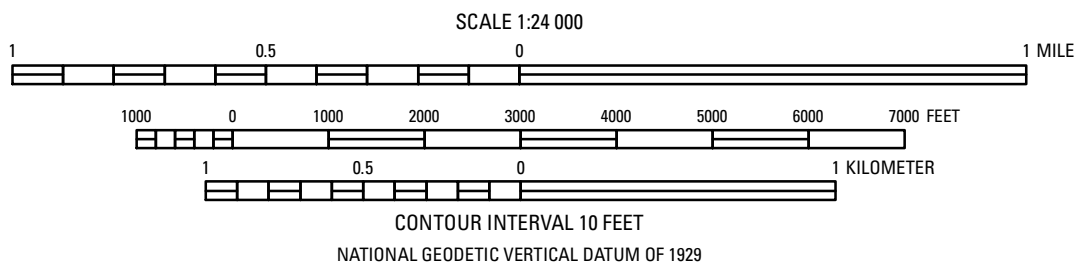 SCALE 1:24 000
1 0.5 0 1 MILE
1000 0 1000 2000 3000 4000 5000 6000 7000 FEET
1 0.5 0 1 KILOMETER
CONTOUR INTERVAL 10 FEET
NATIONAL GEODETIC VERTICAL DATUM OF 1929